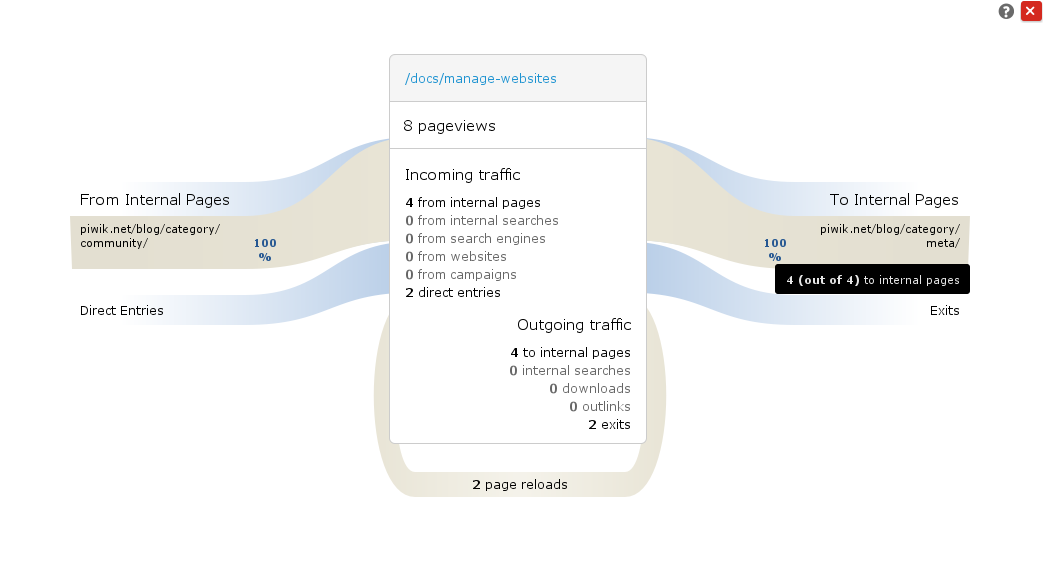 /docs/manage-websites
8 pageviews
Incoming traffic
4 from internal pages
0 from internal searches
0 from search engines
0 from websites
0 from campaigns
2 direct entries
Outgoing traffic
4 to internal pages
0 internal searches
0 downloads
0 outlinks
2 exits
2 page reloads
From Internal Pages
piwik.net/blog/category/
community/
100
%
Direct Entries
To Internal Pages
piwik.net/blog/category/
meta/
100
%
4 (out of 4) to internal pages
Exits
?